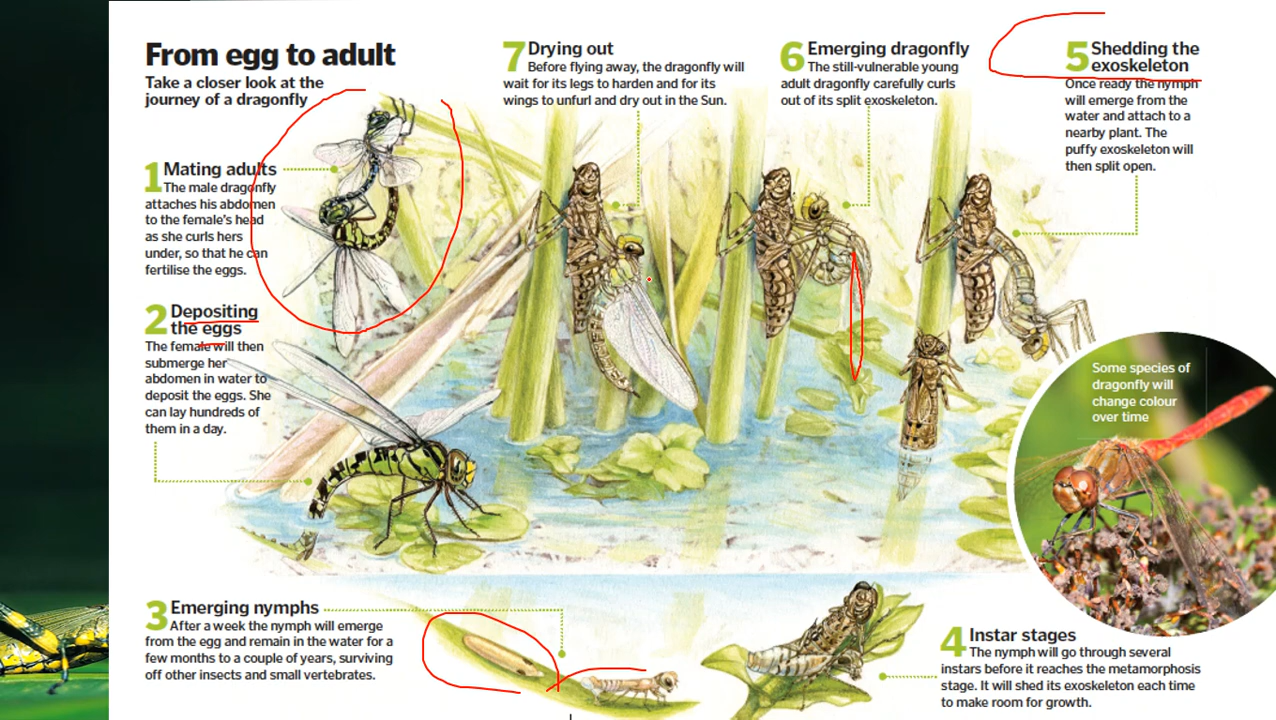 From egg to adult
Take a closer look at the
journey of a dragonfly
1 Mating adults
The male dragonfly
attaches his abdomen
to the female's head
as she curls hers
under, so that he can
fertilise the eggs.
2 Depositing
the eggs
The female will then
submerge her
abdomen in water to
deposit the eggs. She
can lay hundreds of
them in a day.
3 Emerging nymphs
After a week the nymph will emerge
from the egg and remain in the water for a
few months to a couple of years, surviving
off other insects and small vertebrates.
4 Instar stages
The nymph will go through several
instars before it reaches the metamorphosis
stage. It will shed its exoskeleton each time
to make room for growth.
5 Shedding the
exoskeleton
Once ready the nymph
will emerge from the
water and attach to a
nearby plant. The
puffy exoskeleton will
then split open.
6 Emerging dragonfly
The still-vulnerable young
adult dragonfly carefully curls
out of its split exoskeleton.
7 Drying out
Before flying away, the dragonfly will
wait for its legs to harden and for its
wings to unfurl and dry out in the Sun.
Some species of
dragonfly will
change colour
over time